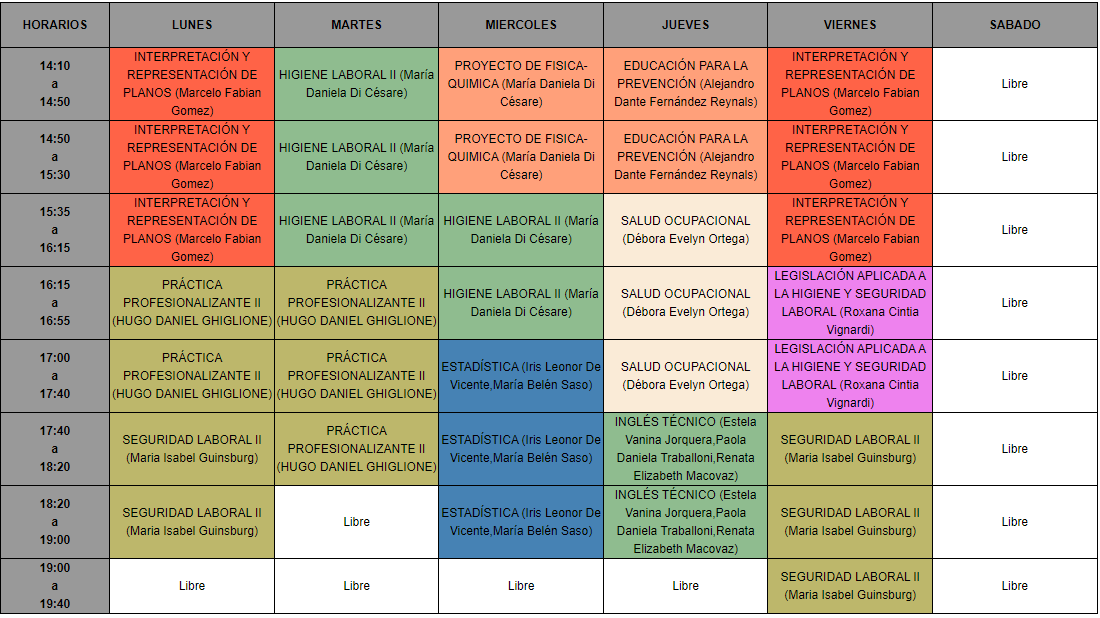 HORARIOS LUNES MARTES MIERCOLES JUEVES VIERNES SABADO
14:10
a
14:50
INTERPRETACIÓN Y
REPRESENTACIÓN DE
PLANOS (Marcelo Fabian
Gomez)
HIGIENE LABORAL II (María
Daniela Di Césare)
PROYECTO DE FISICA-
QUIMICA (María Daniela Di
Césare)
EDUCACIÓN PARA LA
PREVENCIÓN (Alejandro
Dante Fernández Reynals)
INTERPRETACIÓN Y
REPRESENTACIÓN DE
PLANOS (Marcelo Fabian
Gomez)
Libre
14:50
a
15:30
INTERPRETACIÓN Y
REPRESENTACIÓN DE
PLANOS (Marcelo Fabian
Gomez)
HIGIENE LABORAL II (María
Daniela Di Césare)
PROYECTO DE FISICA-
QUIMICA (María Daniela Di
Césare)
EDUCACIÓN PARA LA
PREVENCIÓN (Alejandro
Dante Fernández Reynals)
INTERPRETACIÓN Y
REPRESENTACIÓN DE
PLANOS (Marcelo Fabian
Gomez)
Libre
15:35
a
16:15
INTERPRETACIÓN Y
REPRESENTACIÓN DE
PLANOS (Marcelo Fabian
Gomez)
HIGIENE LABORAL II (María
Daniela Di Césare)
HIGIENE LABORAL II (María
Daniela Di Césare)
SALUD OCUPACIONAL
(Débora Evelyn Ortega)
INTERPRETACIÓN Y
REPRESENTACIÓN DE
PLANOS (Marcelo Fabian
Gomez)
Libre
16:15
a
16:55
PRÁCTICA
PROFESIONALIZANTE II
(HUGO DANIEL GHIGLIONE)
PRÁCTICA
PROFESIONALIZANTE II
(HUGO DANIEL GHIGLIONE)
HIGIENE LABORAL II (María
Daniela Di Césare)
SALUD OCUPACIONAL
(Débora Evelyn Ortega)
LEGISLACIÓN APLICADA A
LA HIGIENE Y SEGURIDAD
LABORAL (Roxana Cintia
Vignardi)
Libre
17:00
a
17:40
PRÁCTICA
PROFESIONALIZANTE II
(HUGO DANIEL GHIGLIONE)
PRÁCTICA
PROFESIONALIZANTE II
(HUGO DANIEL GHIGLIONE)
ESTADÍSTICA (Iris Leonor De
Vicente,María Belén Saso)
SALUD OCUPACIONAL
(Débora Evelyn Ortega)
LEGISLACIÓN APLICADA A
LA HIGIENE Y SEGURIDAD
LABORAL (Roxana Cintia
Vignardi)
Libre
17:40
a
18:20
SEGURIDAD LABORAL II
(Maria Isabel Guinsburg)
PRÁCTICA
PROFESIONALIZANTE II
(HUGO DANIEL GHIGLIONE)
ESTADÍSTICA (Iris Leonor De
Vicente,María Belén Saso)
INGLÉS TÉCNICO (Estela
Vanina Jorquera,Paola
Daniela Traballoni,Renata
Elizabeth Macovaz)
SEGURIDAD LABORAL II
(Maria Isabel Guinsburg)
Libre
18:20
a
19:00
SEGURIDAD LABORAL II
(Maria Isabel Guinsburg)
Libre
ESTADÍSTICA (Iris Leonor De
Vicente,María Belén Saso)
INGLÉS TÉCNICO (Estela
Vanina Jorquera,Paola
Daniela Traballoni,Renata
Elizabeth Macovaz)
SEGURIDAD LABORAL II
(Maria Isabel Guinsburg)
Libre
19:00
a
19:40
Libre
Libre
Libre
Libre
SEGURIDAD LABORAL II
(Maria Isabel Guinsburg)
Libre